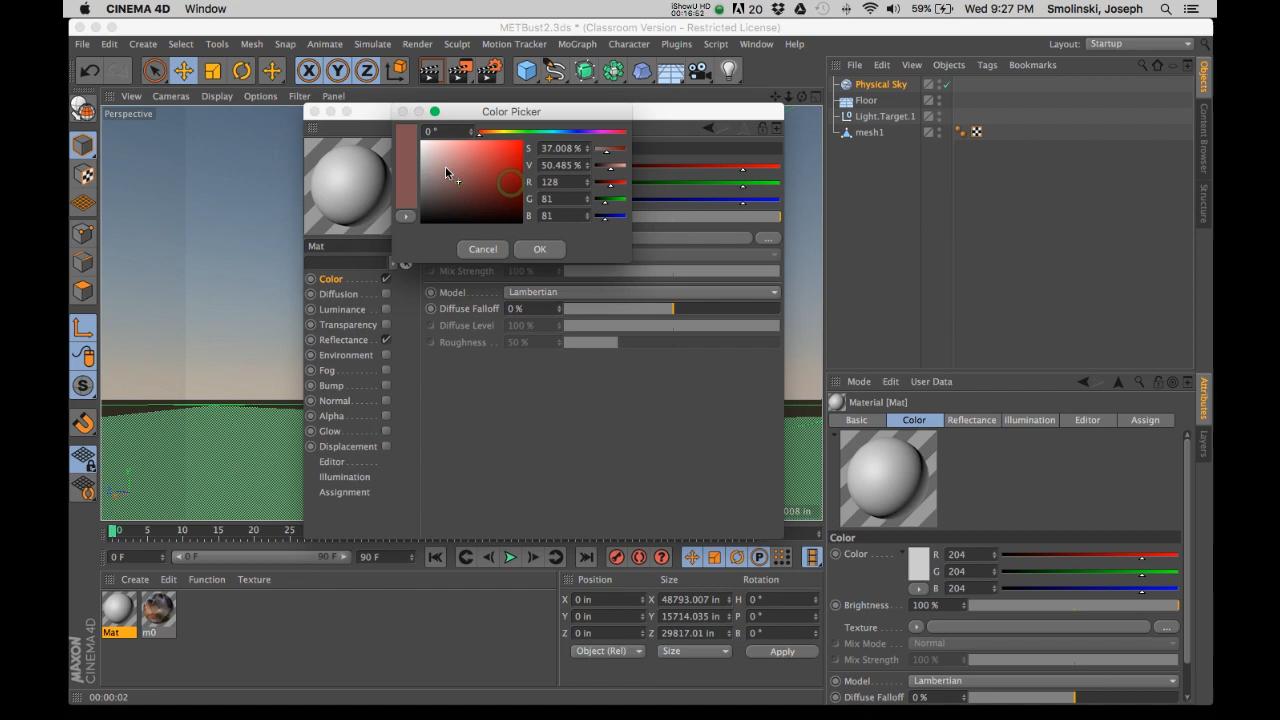 CINEMA 4D Window
iShowU HD
00:16:52
20
59%
Wed 9:27 PM Smolinski, Joseph
METBust2.3ds * (Classroom Version - Restricted License)
File Edit Create Select Tools Mesh Snap Animate Simulate Render Sculpt Motion Tracker MoGraph Character Plugins Script Window Help
Layout: Startup
X Y Z
File Edit View Objects Tags Bookmarks
View Cameras Display Options Filter Panel
Perspective
Physical Sky
Floor
Light.Target.1
mesh1
Objects
Content Browser
Structure
Color Picker
0 °
S 37.008 %
V 50.485 %
R 128
G 81
B 81
Cancel OK
...
Mat
Mix Strength 100 %
Color
Diffusion
Luminance
Transparency
Reflectance
Environment
Fog
Bump
Normal
Alpha
Glow
Displacement
Editor
Illumination
Assignment
Model Lambertian
Diffuse Falloff 0 %
Diffuse Level 100 %
Roughness 50 %
Mode Edit User Data
Material [Mat]
Basic Color Reflectance Illumination Editor Assign
Attributes
Layers
Color
Color R 204
G 204
B 204
Brightness 100 %
Texture ...
Mix Mode Normal
Mix Strength 100 %
Model Lambertian
Diffuse Falloff 0 %
0 5 10 15 20 25
0 F 0 F 90 F 90 F
Create Edit Function Texture
Mat m0
Position Size Rotation
X 0 in X 48793.007 in H 0 °
Y 0 in Y 15714.035 in P 0 °
Z 0 in Z 29817.01 in B 0 °
Object (Rel) Size Apply
MAXON CINEMA 4D
00:00:02